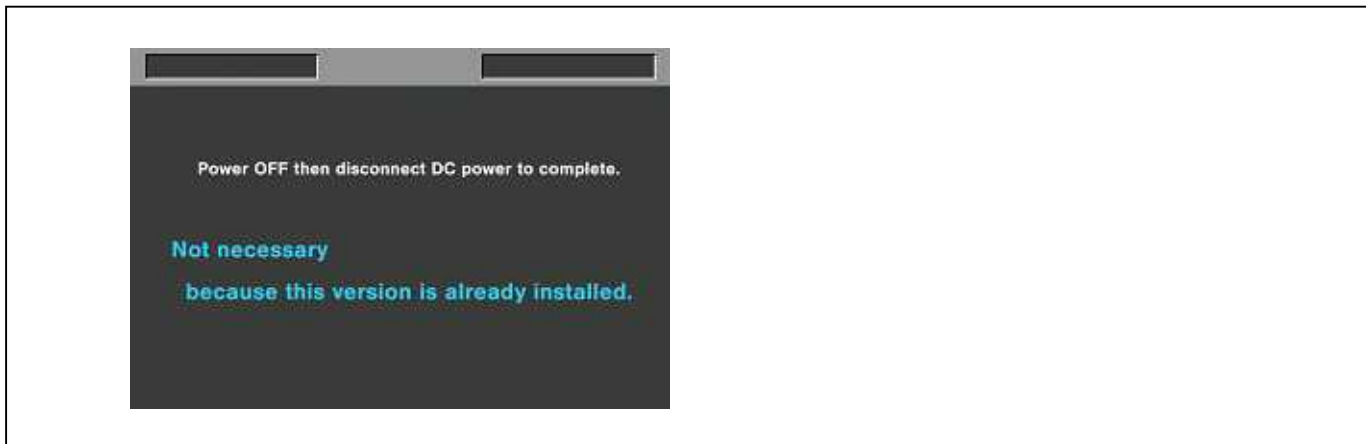 Power OFF then disconnect DC power to complete.
Not necessary
because this version is already installed.